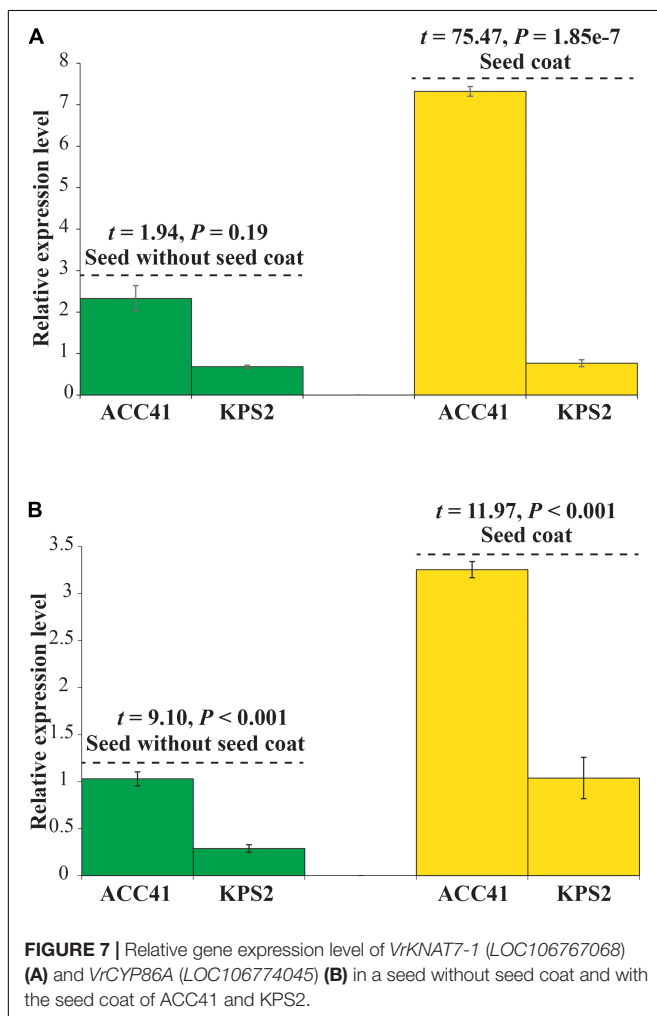 A
t = 75.47, P = 1.85e-7
Seed coat
8
7
6
5
4
3
2
1
0
Relative expression level
t = 1.94, P = 0.19
Seed without seed coat
ACC41 KPS2 ACC41 KPS2
B
t = 11.97, P < 0.001
Seed coat
3.5
3
2.5
2
1.5
1
0.5
0
Relative expression level
t = 9.10, P < 0.001
Seed without seed coat
ACC41 KPS2 ACC41 KPS2
FIGURE 7 | Relative gene expression level of VrKNAT7-1 (LOC106767068)
(A) and VrCYP86A (LOC106774045) (B) in a seed without seed coat and with
the seed coat of ACC41 and KPS2.